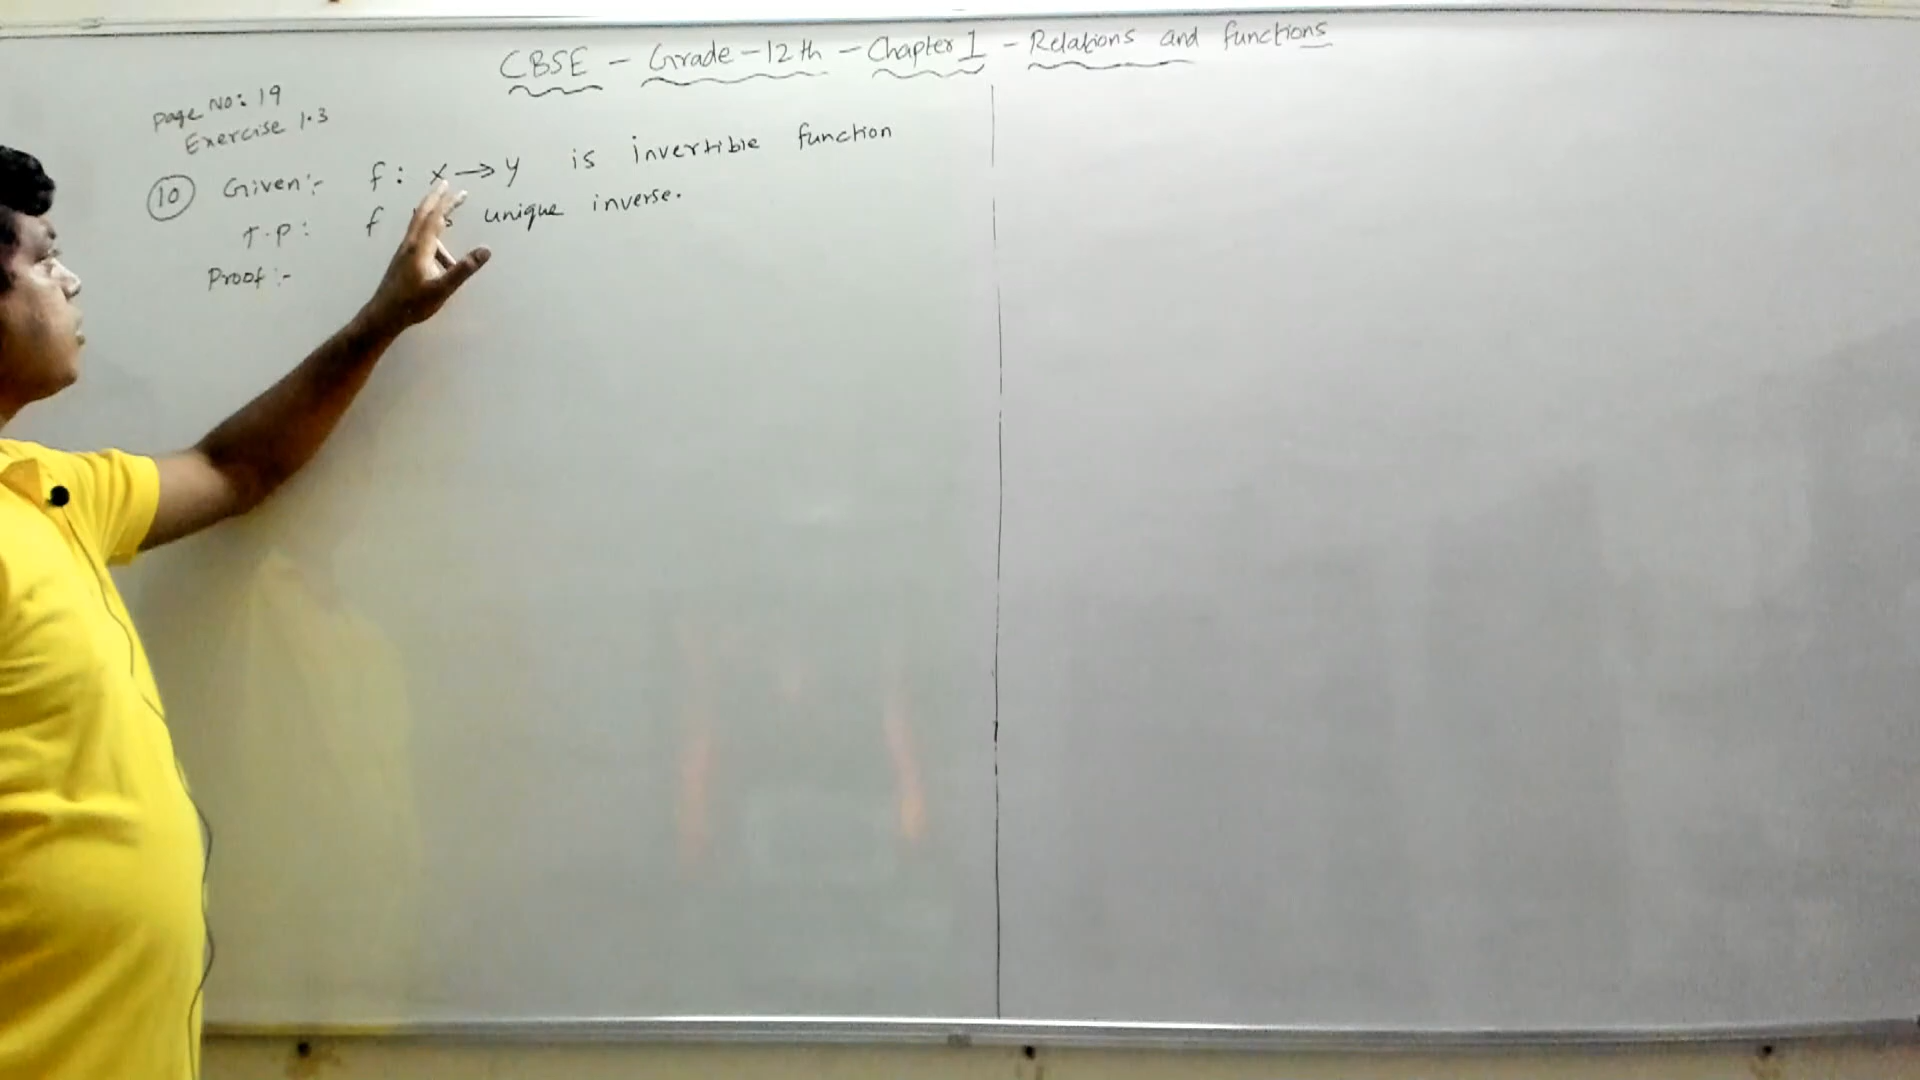 CBSE - Grade - 12th - Chapter 1 - Relations and functions
Page No: 19
Exercise 1.3
10 Given:- f: x → y is invertible function
T.P: f unique inverse.
Proof:-